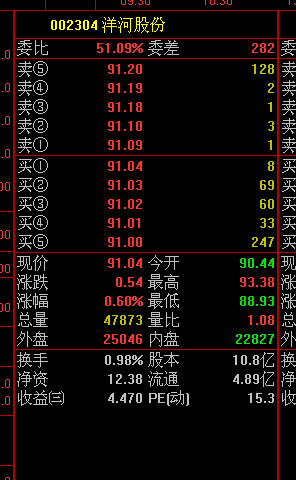 09:30 10:30
002304 洋河股份
委比 51.09% 委差 282
卖⑤ 91.20 128
卖④ 91.19 2
卖③ 91.18 1
卖② 91.10 3
卖① 91.09 1
买① 91.04 8
买② 91.03 69
买③ 91.02 60
买④ 91.01 33
买⑤ 91.00 247
现价 91.04 今开 90.44
涨跌 0.54 最高 93.38
涨幅 0.60% 最低 88.93
总量 47873 量比 1.08
外盘 25046 内盘 22827
换手 0.98% 股本 10.8亿
净资 12.38 流通 4.89亿
收益㈢ 4.470 PE(动) 15.3